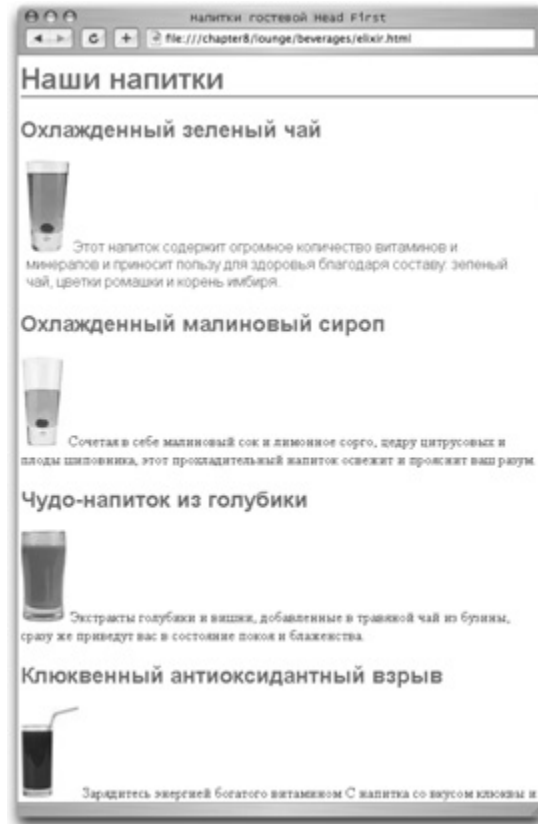 напитки гостевой Head First
file:///chapter8/lounge/beverages/elixir.html
Наши напитки
Охлажденный зеленый чай
Этот напиток содержит огромное количество витаминов и
минералов и приносит пользу для здоровья благодаря составу: зеленый
чай, цветки ромашки и корень имбиря.
Охлажденный малиновый сироп
Сочетая в себе малиновый сок и лимонное сорго, цедру цитрусовых и
плоды шиповника, этот прохладительный напиток освежит и прояснит ваш разум.
Чудо-напиток из голубики
Экстракты голубики и вишни, добавленные в травяной чай из бузины,
сразу же приведут вас в состояние покоя и блаженства.
Клюквенный антиоксидантный взрыв
Зарядитесь энергией богатого витамином C напитка со вкусом клюквы и